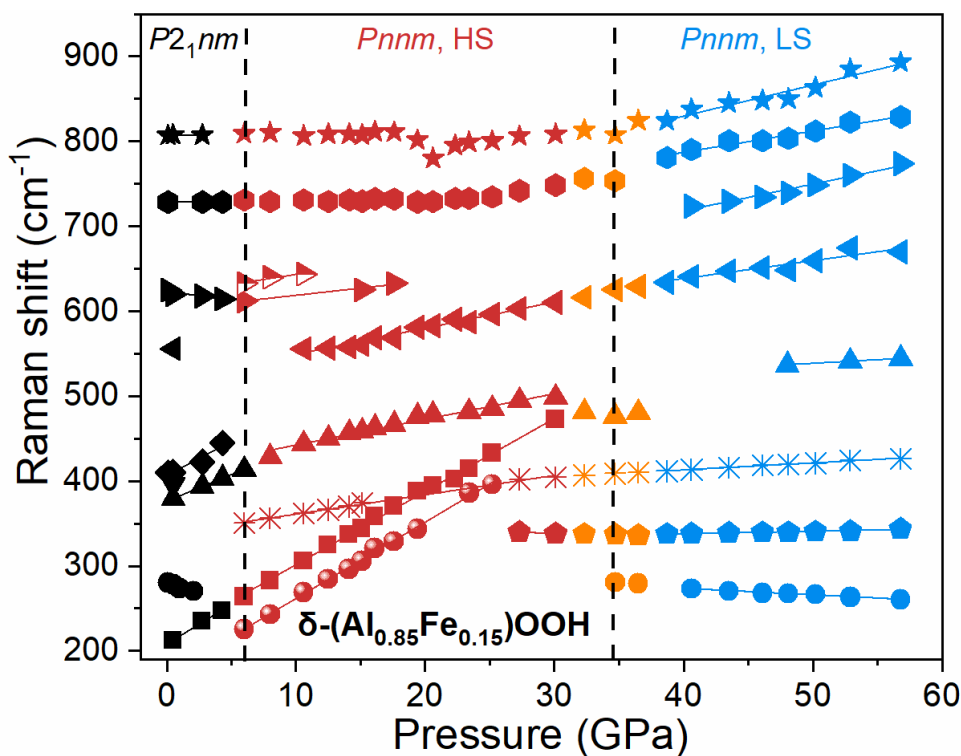 P2₁nm
Pnnm, HS
Pnnm, LS
Raman shift (cm⁻¹)
900
800
700
600
500
400
300
200
δ-(Al₀.₈₅Fe₀.₁₅)OOH
0 10 20 30 40 50 60
Pressure (GPa)